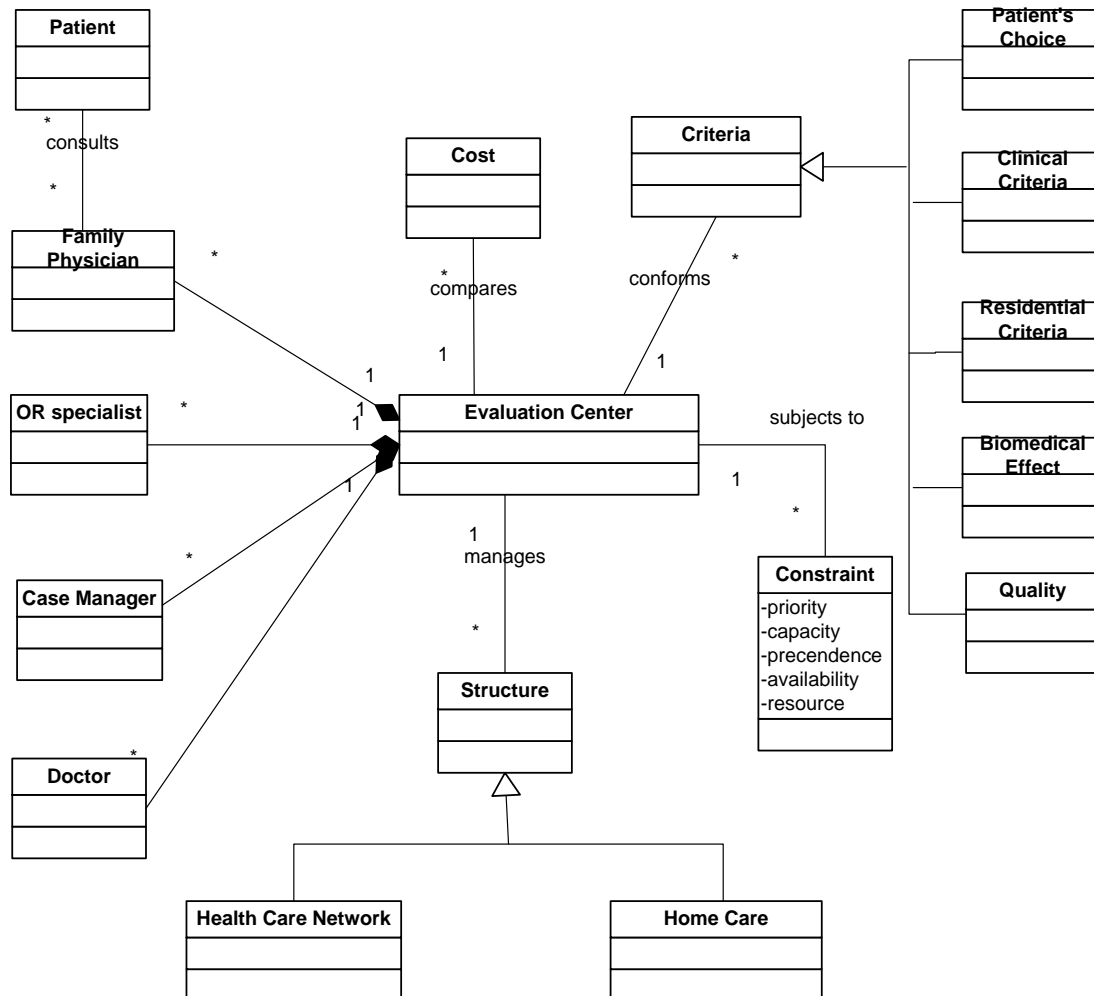 Patient
*
consults
*
Family
Physician
*
1
Cost
*
compares
1
Criteria
*
conforms
1
Patient's
Choice
Clinical
Criteria
Residential
Criteria
Biomedical
Effect
Quality
OR specialist
*
1
1
Evaluation Center
subjects to
1
*
Case Manager
*
1
1
manages
*
Constraint
-priority
-capacity
-precendence
-availability
-resource
Structure
Doctor
*
Health Care Network
Home Care